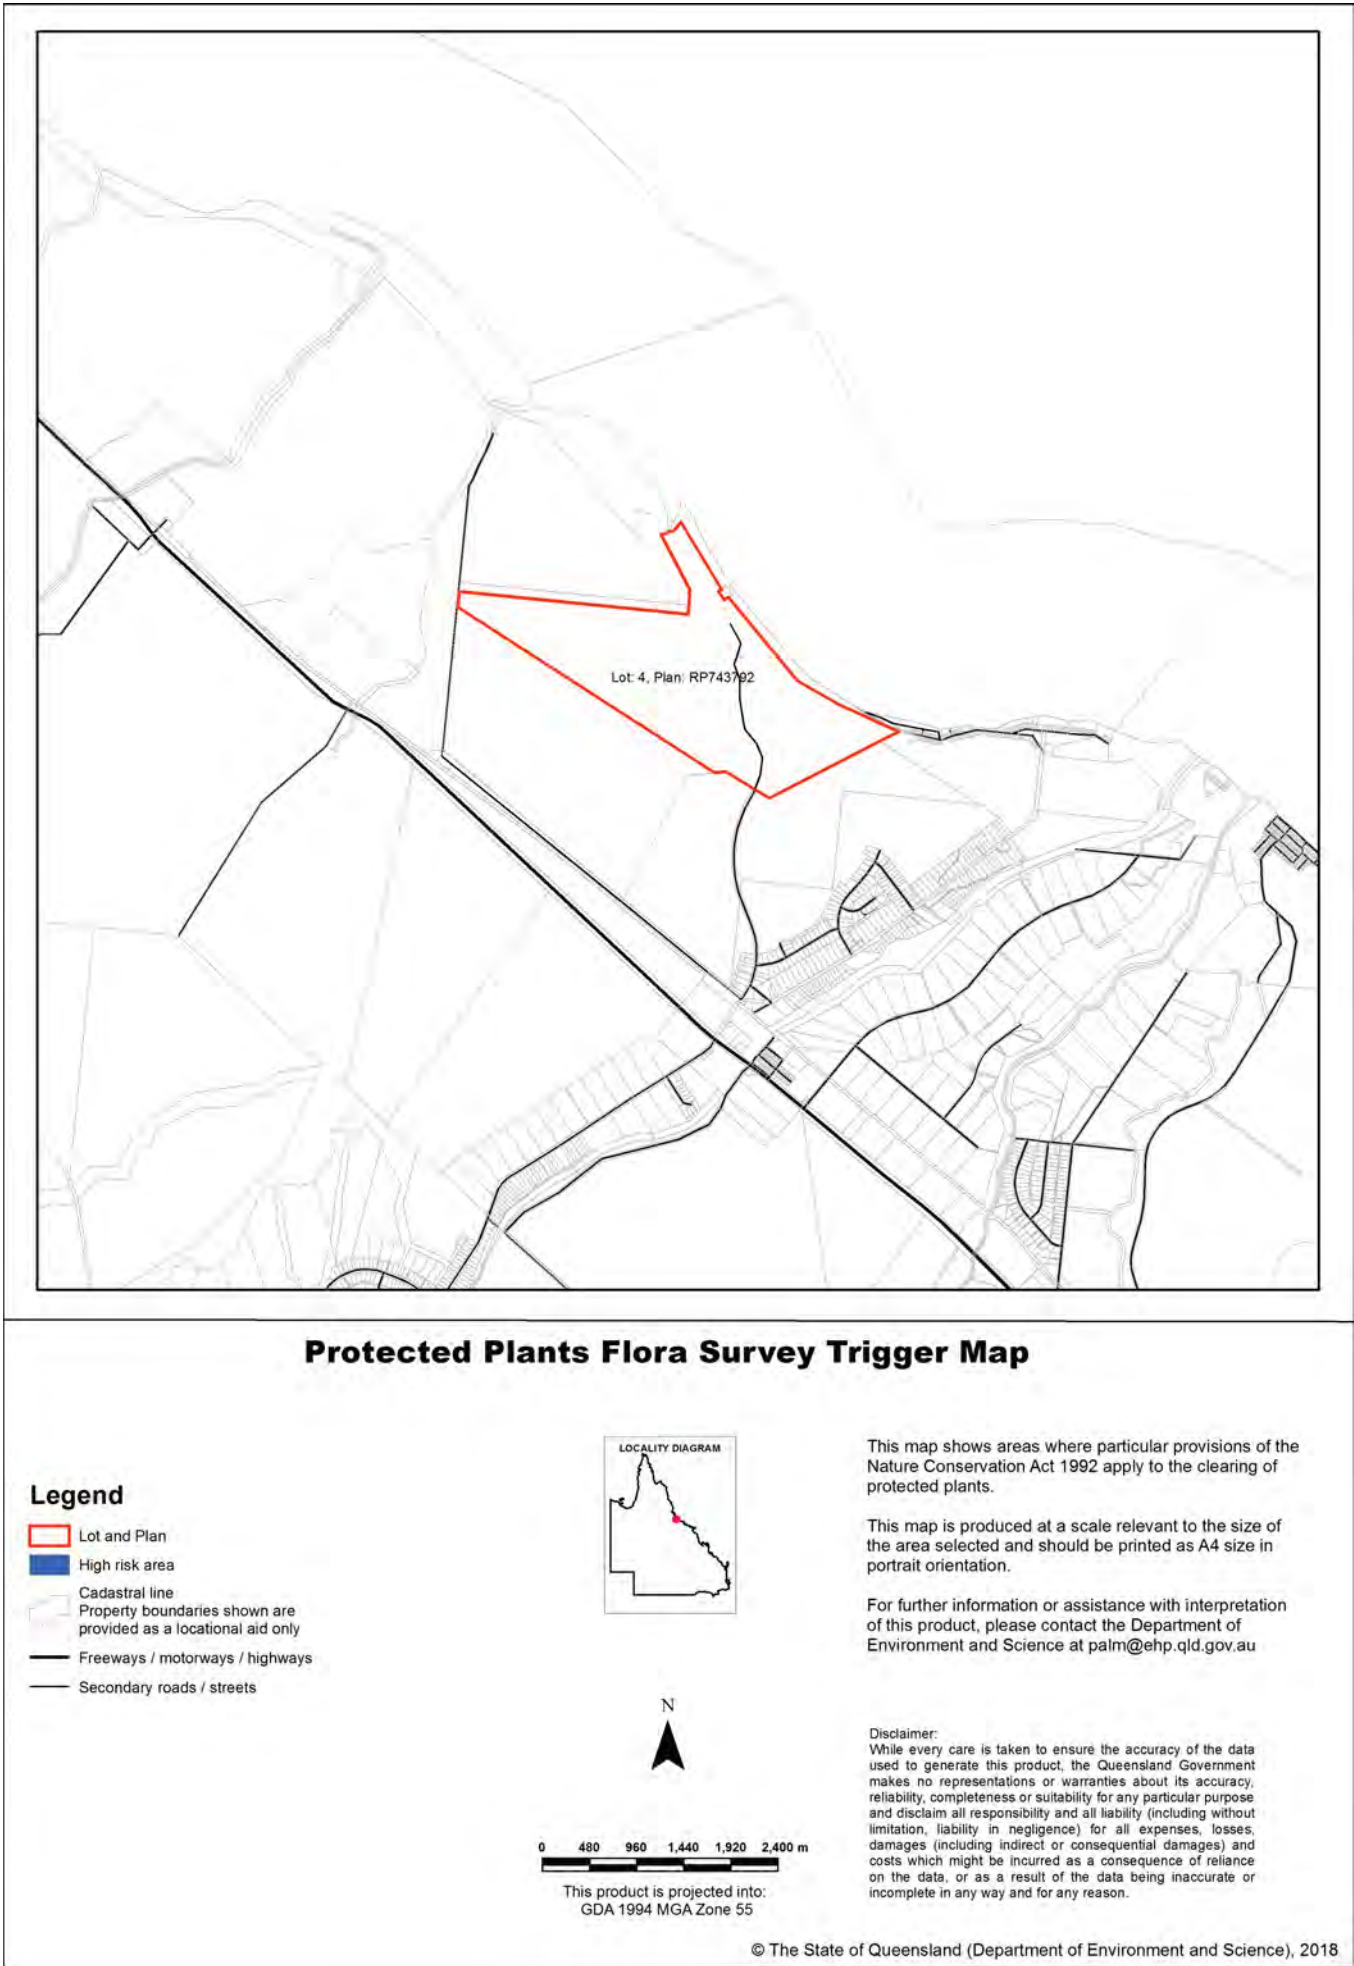 Lot: 4, Plan: RP743792
Protected Plants Flora Survey Trigger Map
Legend
Lot and Plan
High risk area
Cadastral line
Property boundaries shown are
provided as a locational aid only
Freeways / motorways / highways
Secondary roads / streets
LOCALITY DIAGRAM
N
0 480 960 1,440 1,920 2,400 m
This product is projected into:
GDA 1994 MGA Zone 55
This map shows areas where particular provisions of the
Nature Conservation Act 1992 apply to the clearing of
protected plants.
This map is produced at a scale relevant to the size of
the area selected and should be printed as A4 size in
portrait orientation.
For further information or assistance with interpretation
of this product, please contact the Department of
Environment and Science at palm@ehp.qld.gov.au
Disclaimer:
While every care is taken to ensure the accuracy of the data
used to generate this product, the Queensland Government
makes no representations or warranties about its accuracy,
reliability, completeness or suitability for any particular purpose
and disclaim all responsibility and all liability (including without
limitation, liability in negligence) for all expenses, losses,
damages (including indirect or consequential damages) and
costs which might be incurred as a consequence of reliance
on the data, or as a result of the data being inaccurate or
incomplete in any way and for any reason.
© The State of Queensland (Department of Environment and Science), 2018